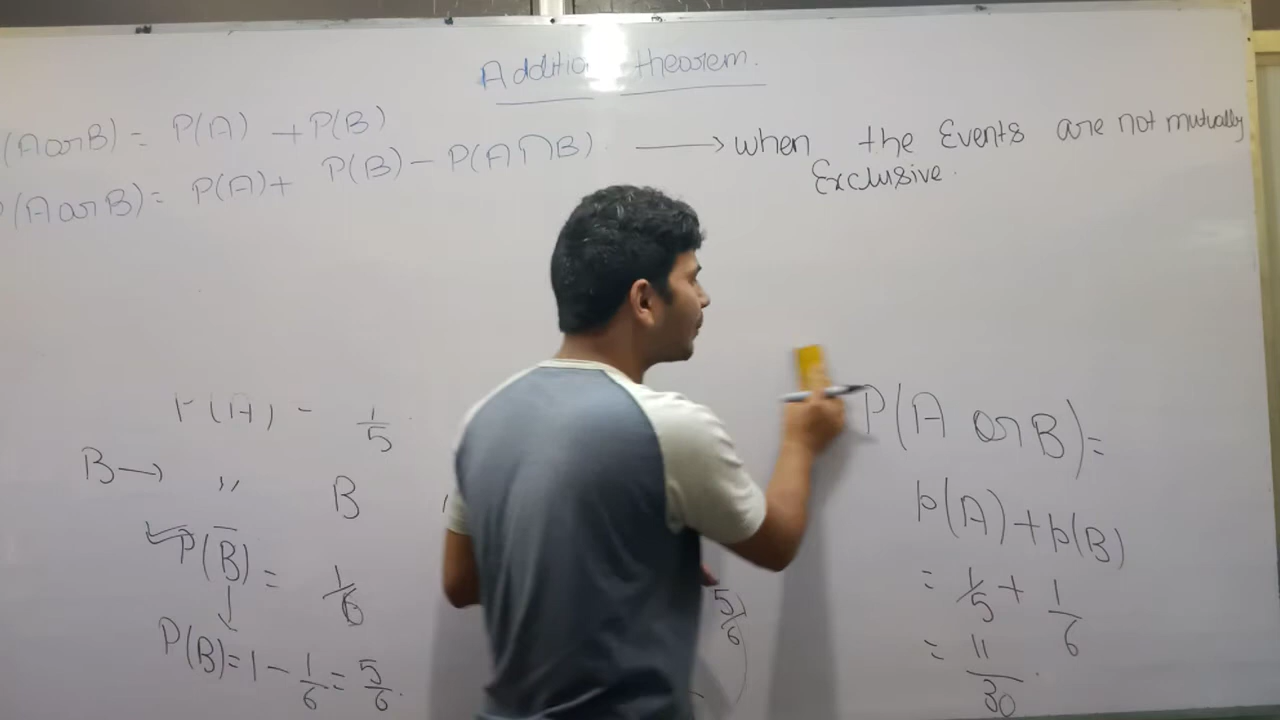 Addition theorem.
(A or B) = P(A) + P(B)
P(A or B) = P(A) + P(B) - P(A∩B) → when the Events are not mutually
Exclusive.
P(A) - 1/5
B → " B
P(B̅) = 1/6
P(B) = 1 - 1/6 = 5/6.
5/6
P(A or B) =
p(A) + p(B)
= 1/5 + 1/6
= 11/30.